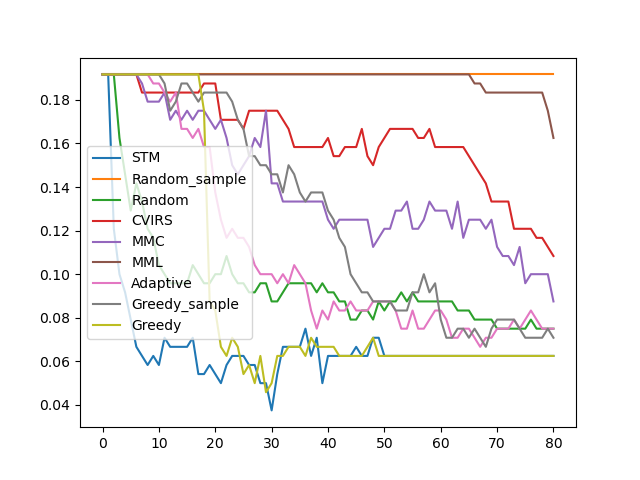 0.18
0.16
0.14
0.12
0.10
0.08
0.06
0.04
STM
Random_sample
Random
CVIRS
MMC
MML
Adaptive
Greedy_sample
Greedy
0 10 20 30 40 50 60 70 80